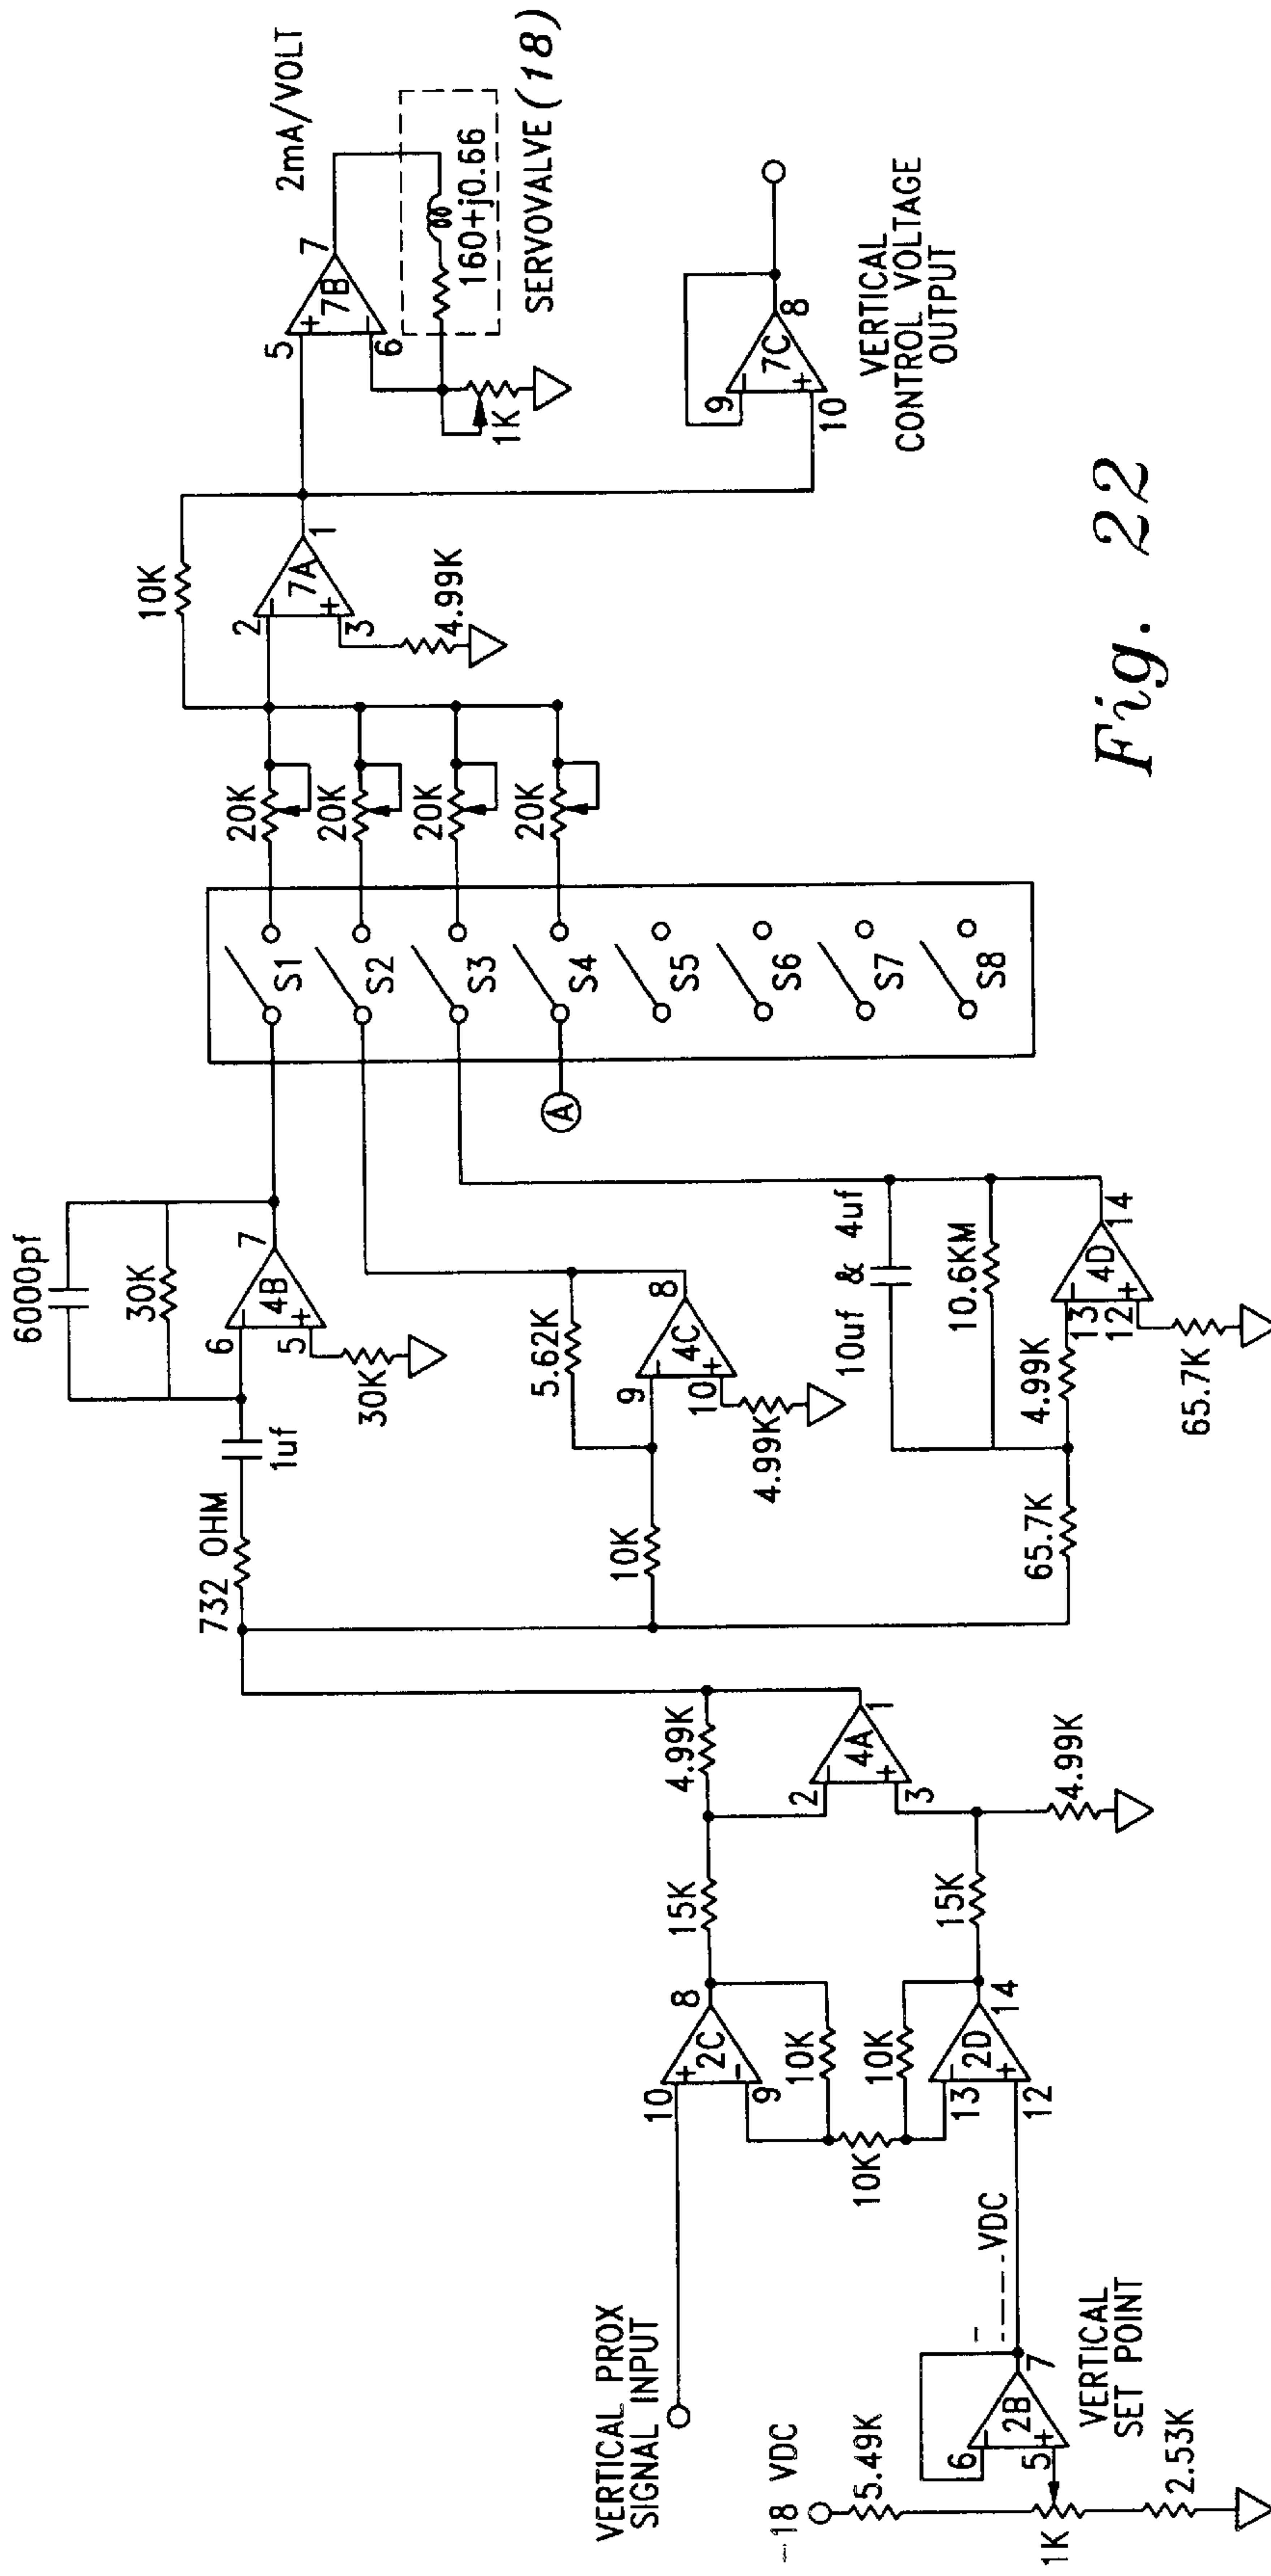 VERTICAL PROX
SIGNAL INPUT
-18 VDC
5.49K
1K
2.53K
6
5
2B
7
VERTICAL
SET POINT
- ---- VDC
10
9
2C
8
10K
10K
10K
13
12
2D
14
15K
15K
4.99K
2
3
4A
1
4.99K
732 OHM
1uf
6000pf
30K
6
5
4B
7
30K
10K
5.62K
9
10
4C
8
4.99K
65.7K
10uf & 4uf
10.6KM
4.99K
13
12
4D
14
65.7K
A
S1
S2
S3
S4
S5
S6
S7
S8
20K
20K
20K
20K
10K
2
3
7A
1
4.99K
5
6
7B
7
2mA/VOLT
160+j0.66
SERVOVALVE (18)
1K
9
10
7C
8
VERTICAL
CONTROL VOLTAGE
OUTPUT
Fig. 22